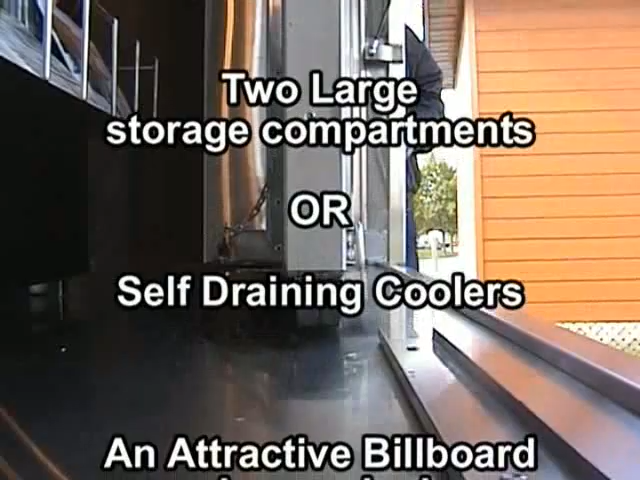 Two Large
storage compartments
OR
Self Draining Coolers
An Attractive Billboard